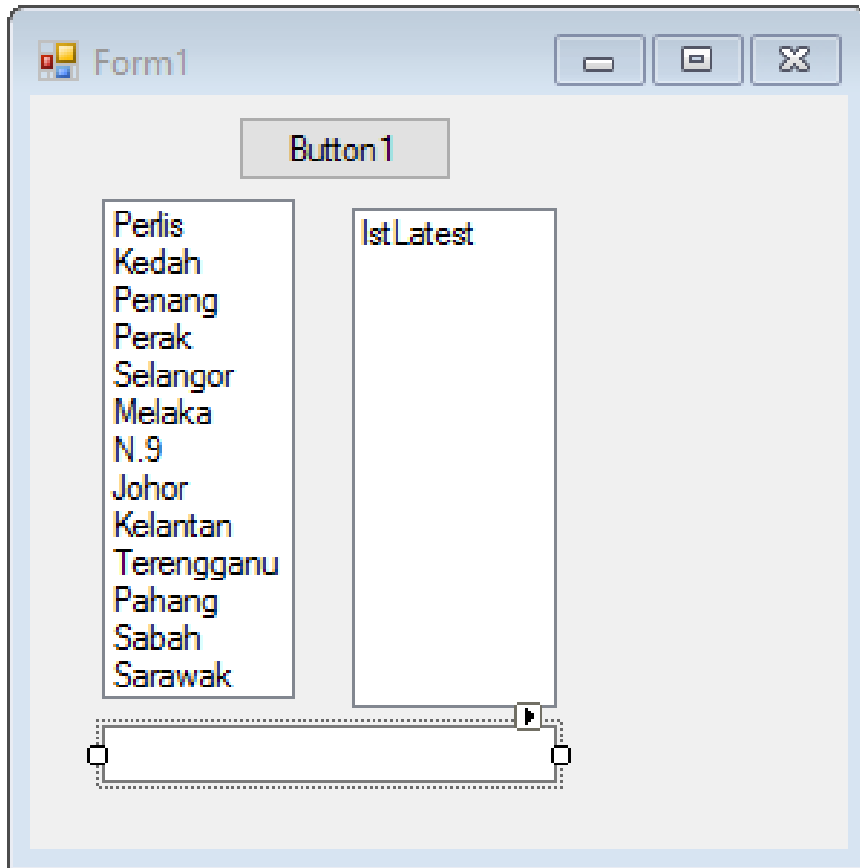 Form1
Button1
Perlis
Kedah
Penang
Perak
Selangor
Melaka
N.9
Johor
Kelantan
Terengganu
Pahang
Sabah
Sarawak
lstLatest